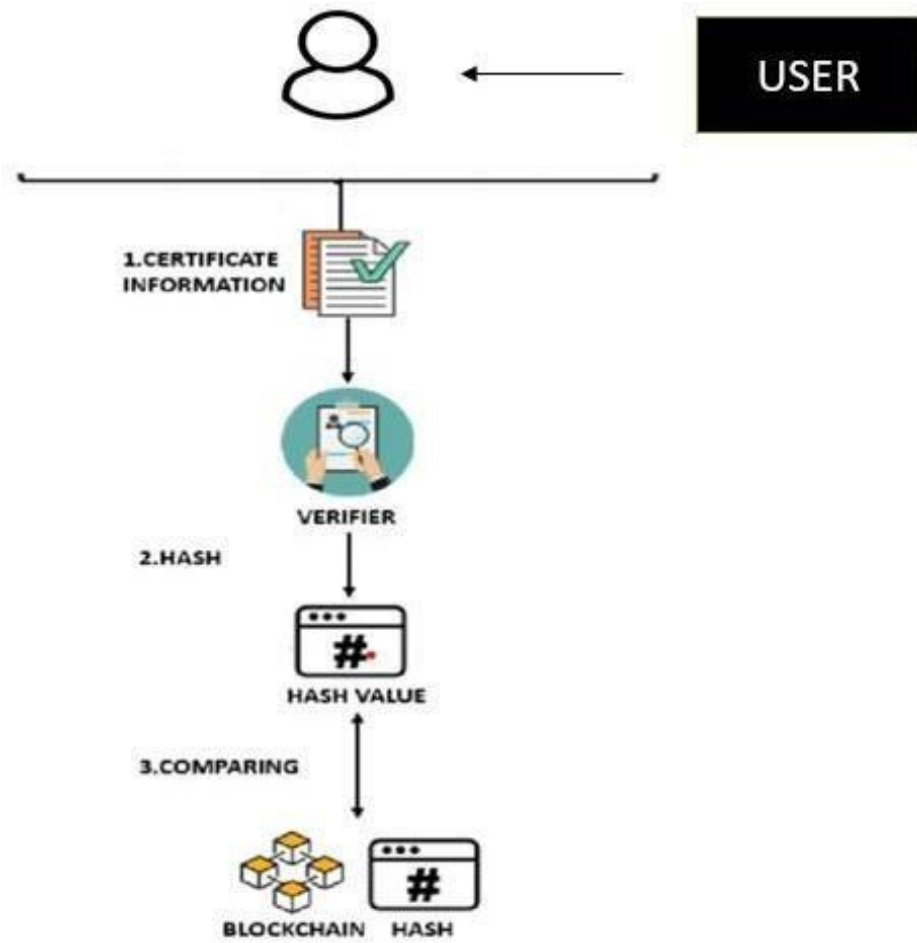 USER
1.CERTIFICATE
INFORMATION
VERIFIER
2.HASH
#
HASH VALUE
3.COMPARING
#
BLOCKCHAIN HASH